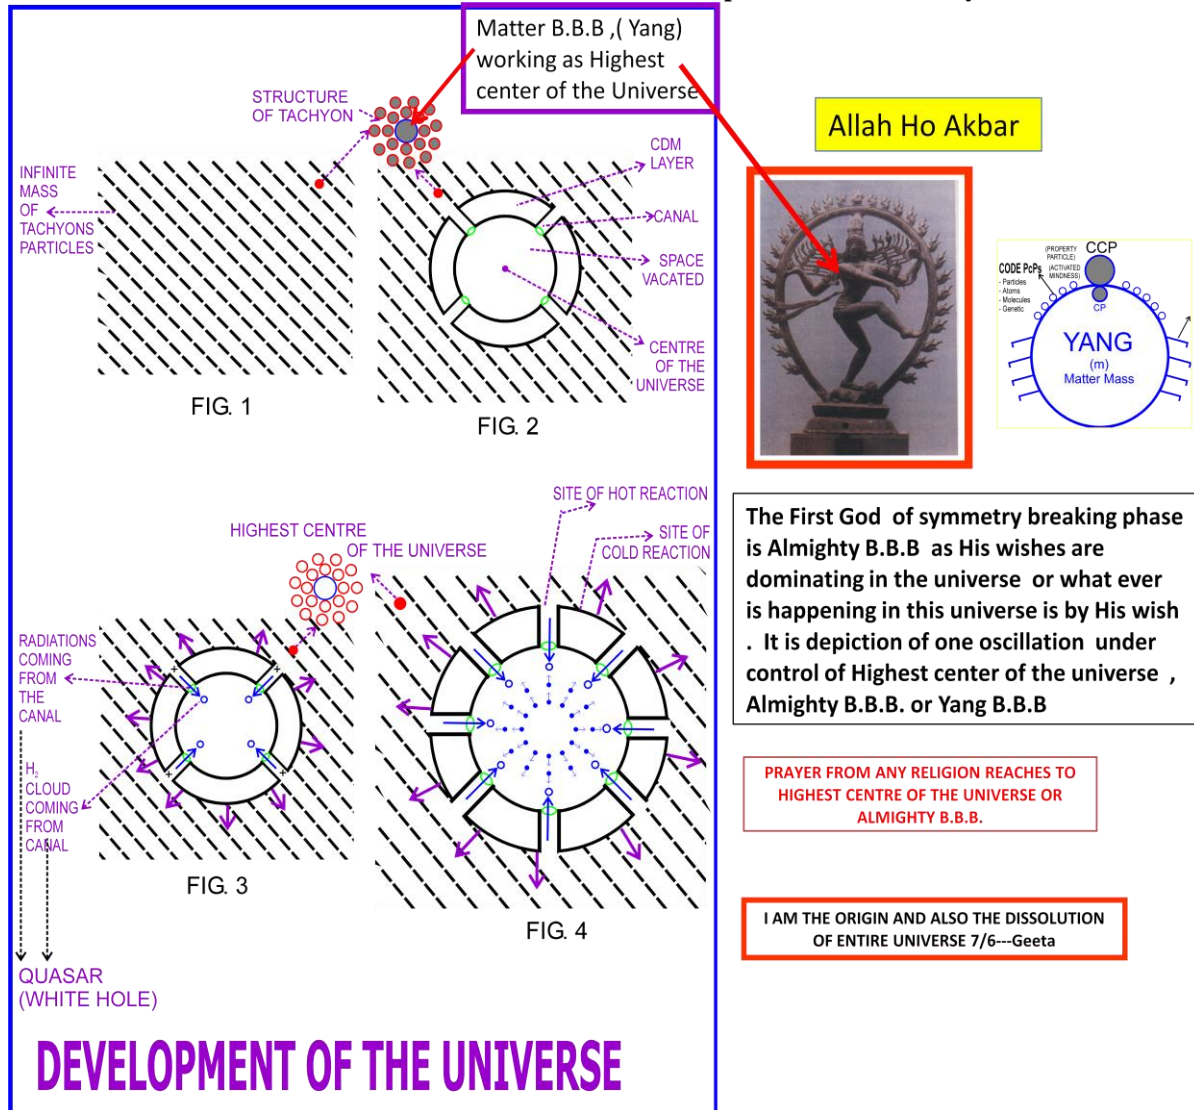 Matter B.B.B ,( Yang)
working as Highest
center of the Universe
STRUCTURE
OF TACHYON
INFINITE
MASS
OF
TACHYONS
PARTICLES
FIG. 1
CDM
LAYER
CANAL
SPACE
VACATED
CENTRE
OF THE
UNIVERSE
FIG. 2
HIGHEST CENTRE
OF THE UNIVERSE
RADIATIONS
COMING
FROM
THE
CANAL
H₂
CLOUD
COMING
FROM
CANAL
+ +
+ +
FIG. 3
SITE OF HOT REACTION
SITE OF
COLD REACTION
FIG. 4
QUASAR
(WHITE HOLE)
DEVELOPMENT OF THE UNIVERSE
Allah Ho Akbar
CCP
(PROPERTY
PARTICLE)
CODE PcPs
(ACTIVATED
MINDNESS)
- Particles
- Atoms
- Molecules
- Genetic
CP
YANG
(m)
Matter Mass
The First God of symmetry breaking phase
is Almighty B.B.B as His wishes are
dominating in the universe or what ever
is happening in this universe is by His wish
. It is depiction of one oscillation under
control of Highest center of the universe ,
Almighty B.B.B. or Yang B.B.B
PRAYER FROM ANY RELIGION REACHES TO
HIGHEST CENTRE OF THE UNIVERSE OR
ALMIGHTY B.B.B.
I AM THE ORIGIN AND ALSO THE DISSOLUTION
OF ENTIRE UNIVERSE 7/6---Geeta